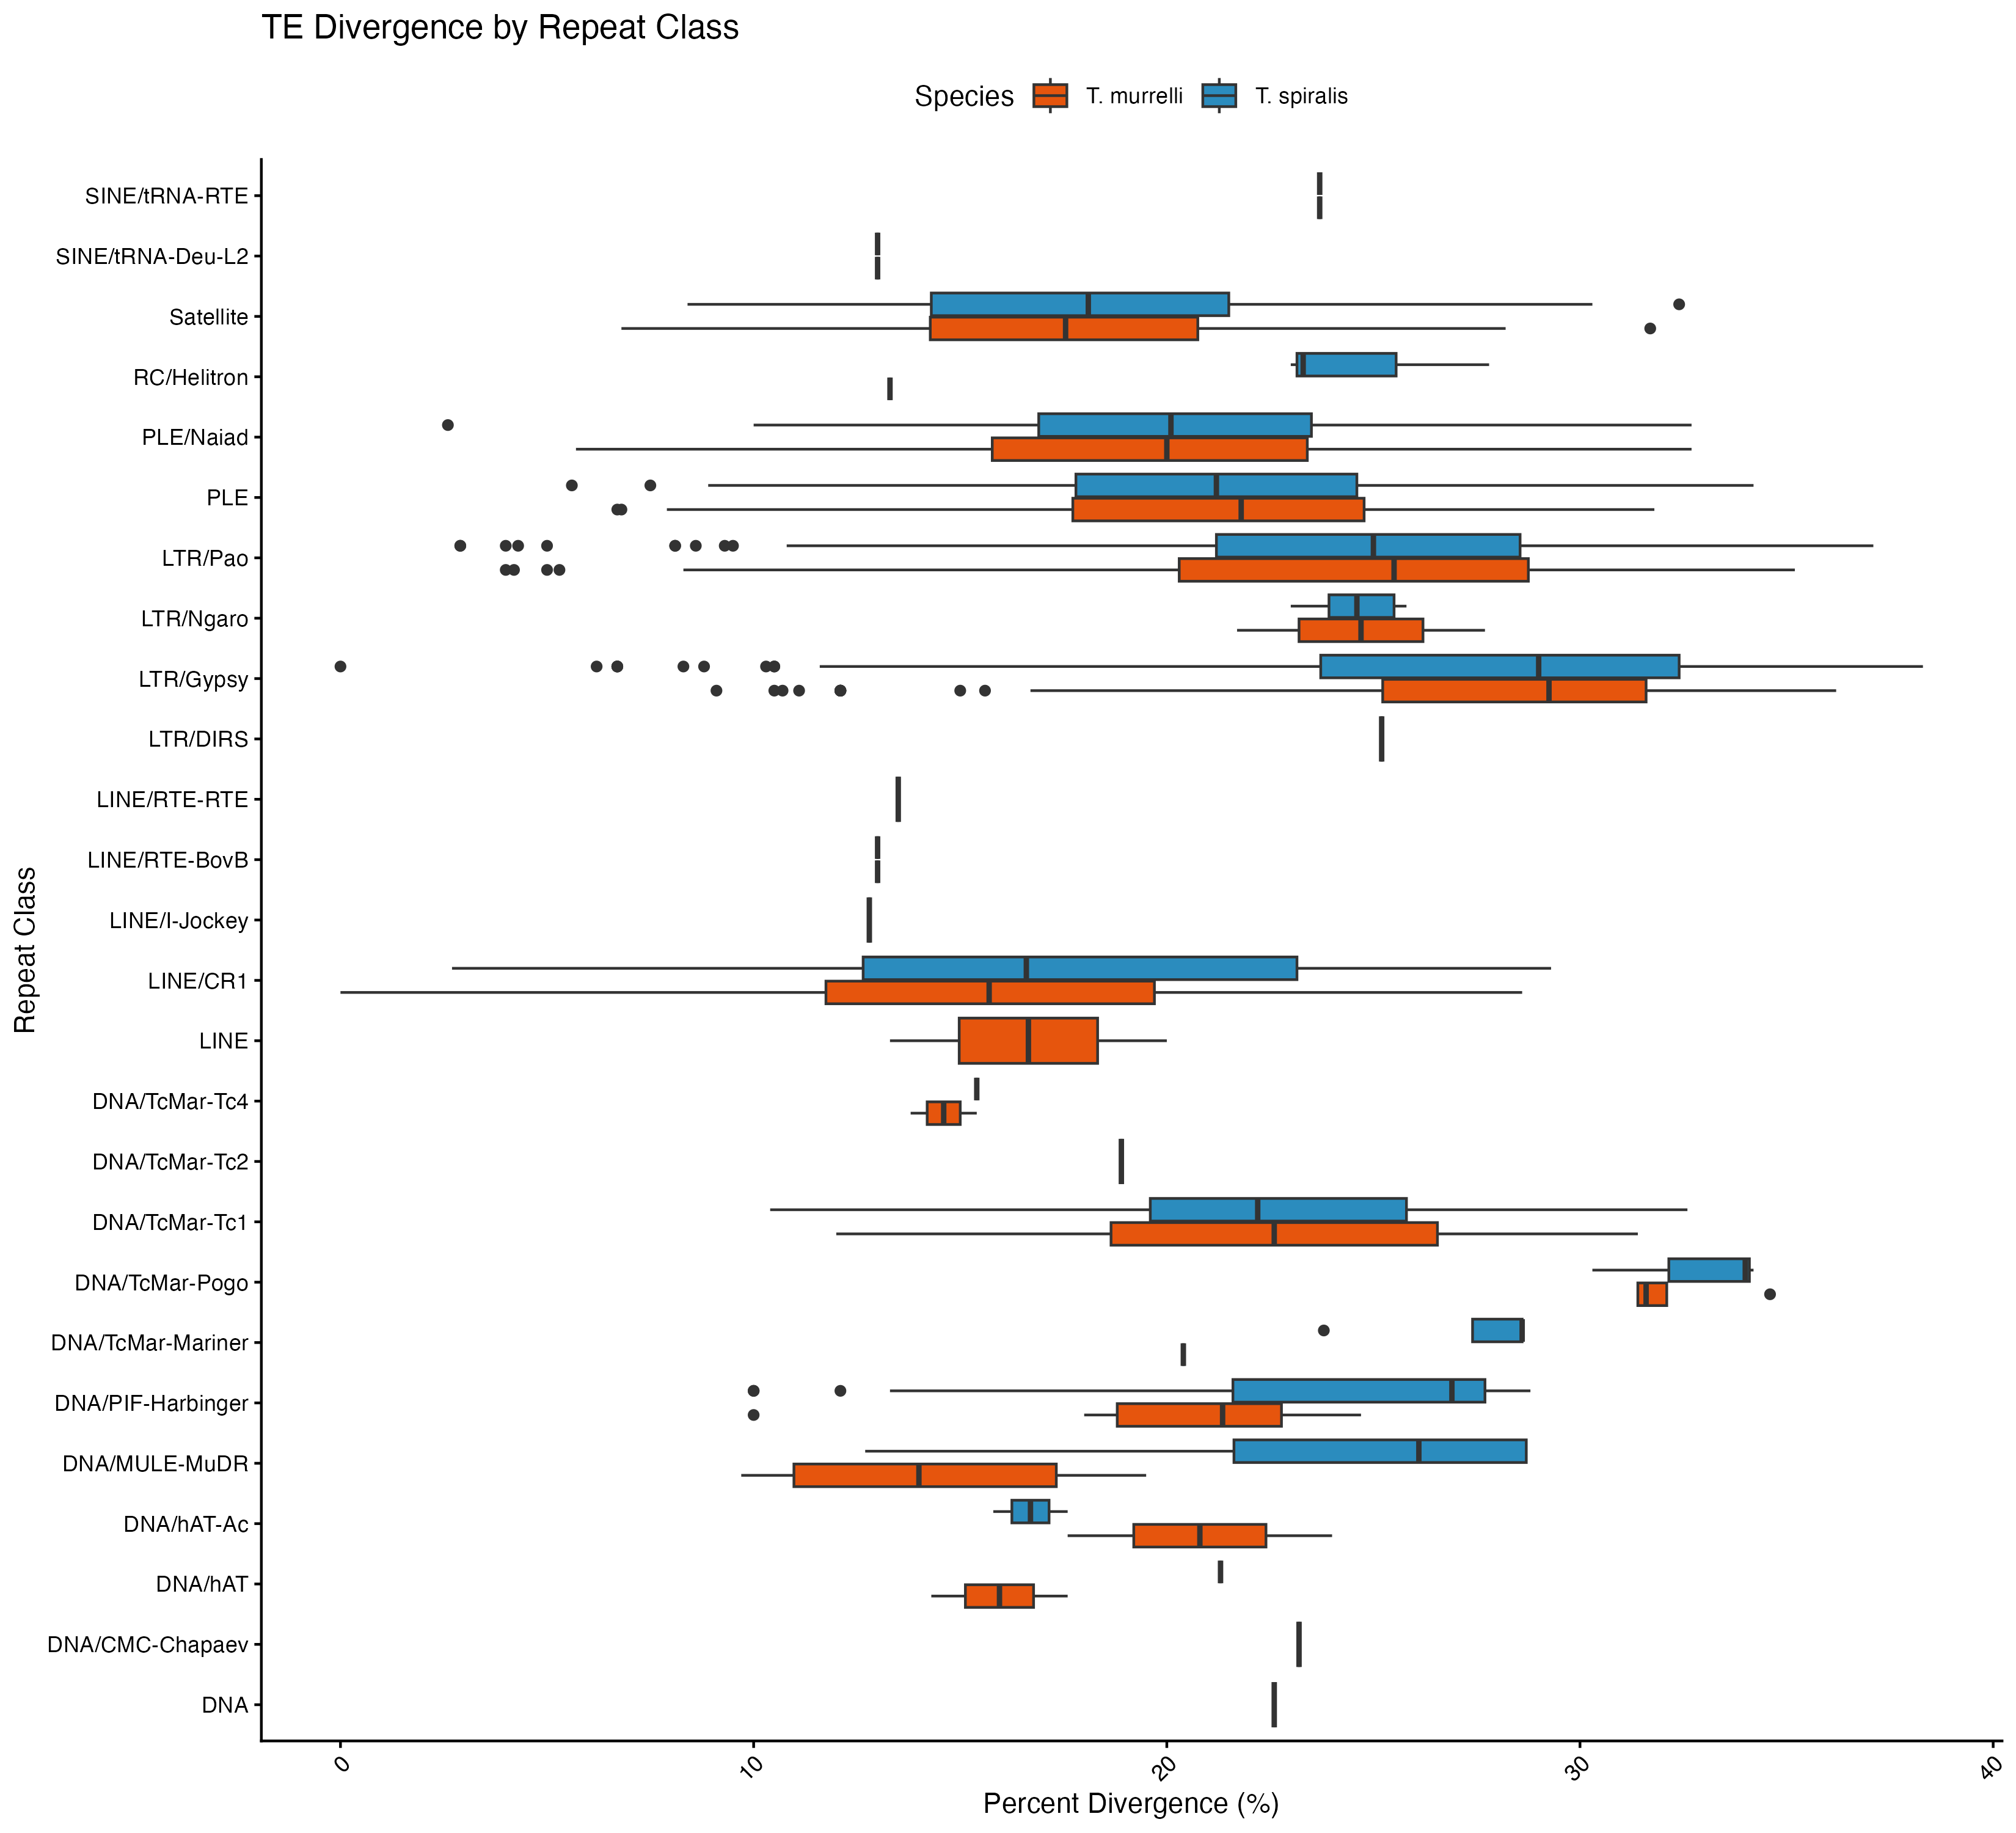 TE Divergence by Repeat Class
Species T. murrelli T. spiralis
SINE/tRNA-RTE
SINE/tRNA-Deu-L2
Satellite
RC/Helitron
PLE/Naiad
PLE
LTR/Pao
LTR/Ngaro
LTR/Gypsy
LTR/DIRS
LINE/RTE-RTE
LINE/RTE-BovB
LINE/I-Jockey
LINE/CR1
LINE
DNA/TcMar-Tc4
DNA/TcMar-Tc2
DNA/TcMar-Tc1
DNA/TcMar-Pogo
DNA/TcMar-Mariner
DNA/PIF-Harbinger
DNA/MULE-MuDR
DNA/hAT-Ac
DNA/hAT
DNA/CMC-Chapaev
DNA
Repeat Class
0 10 20 30 40
Percent Divergence (%)